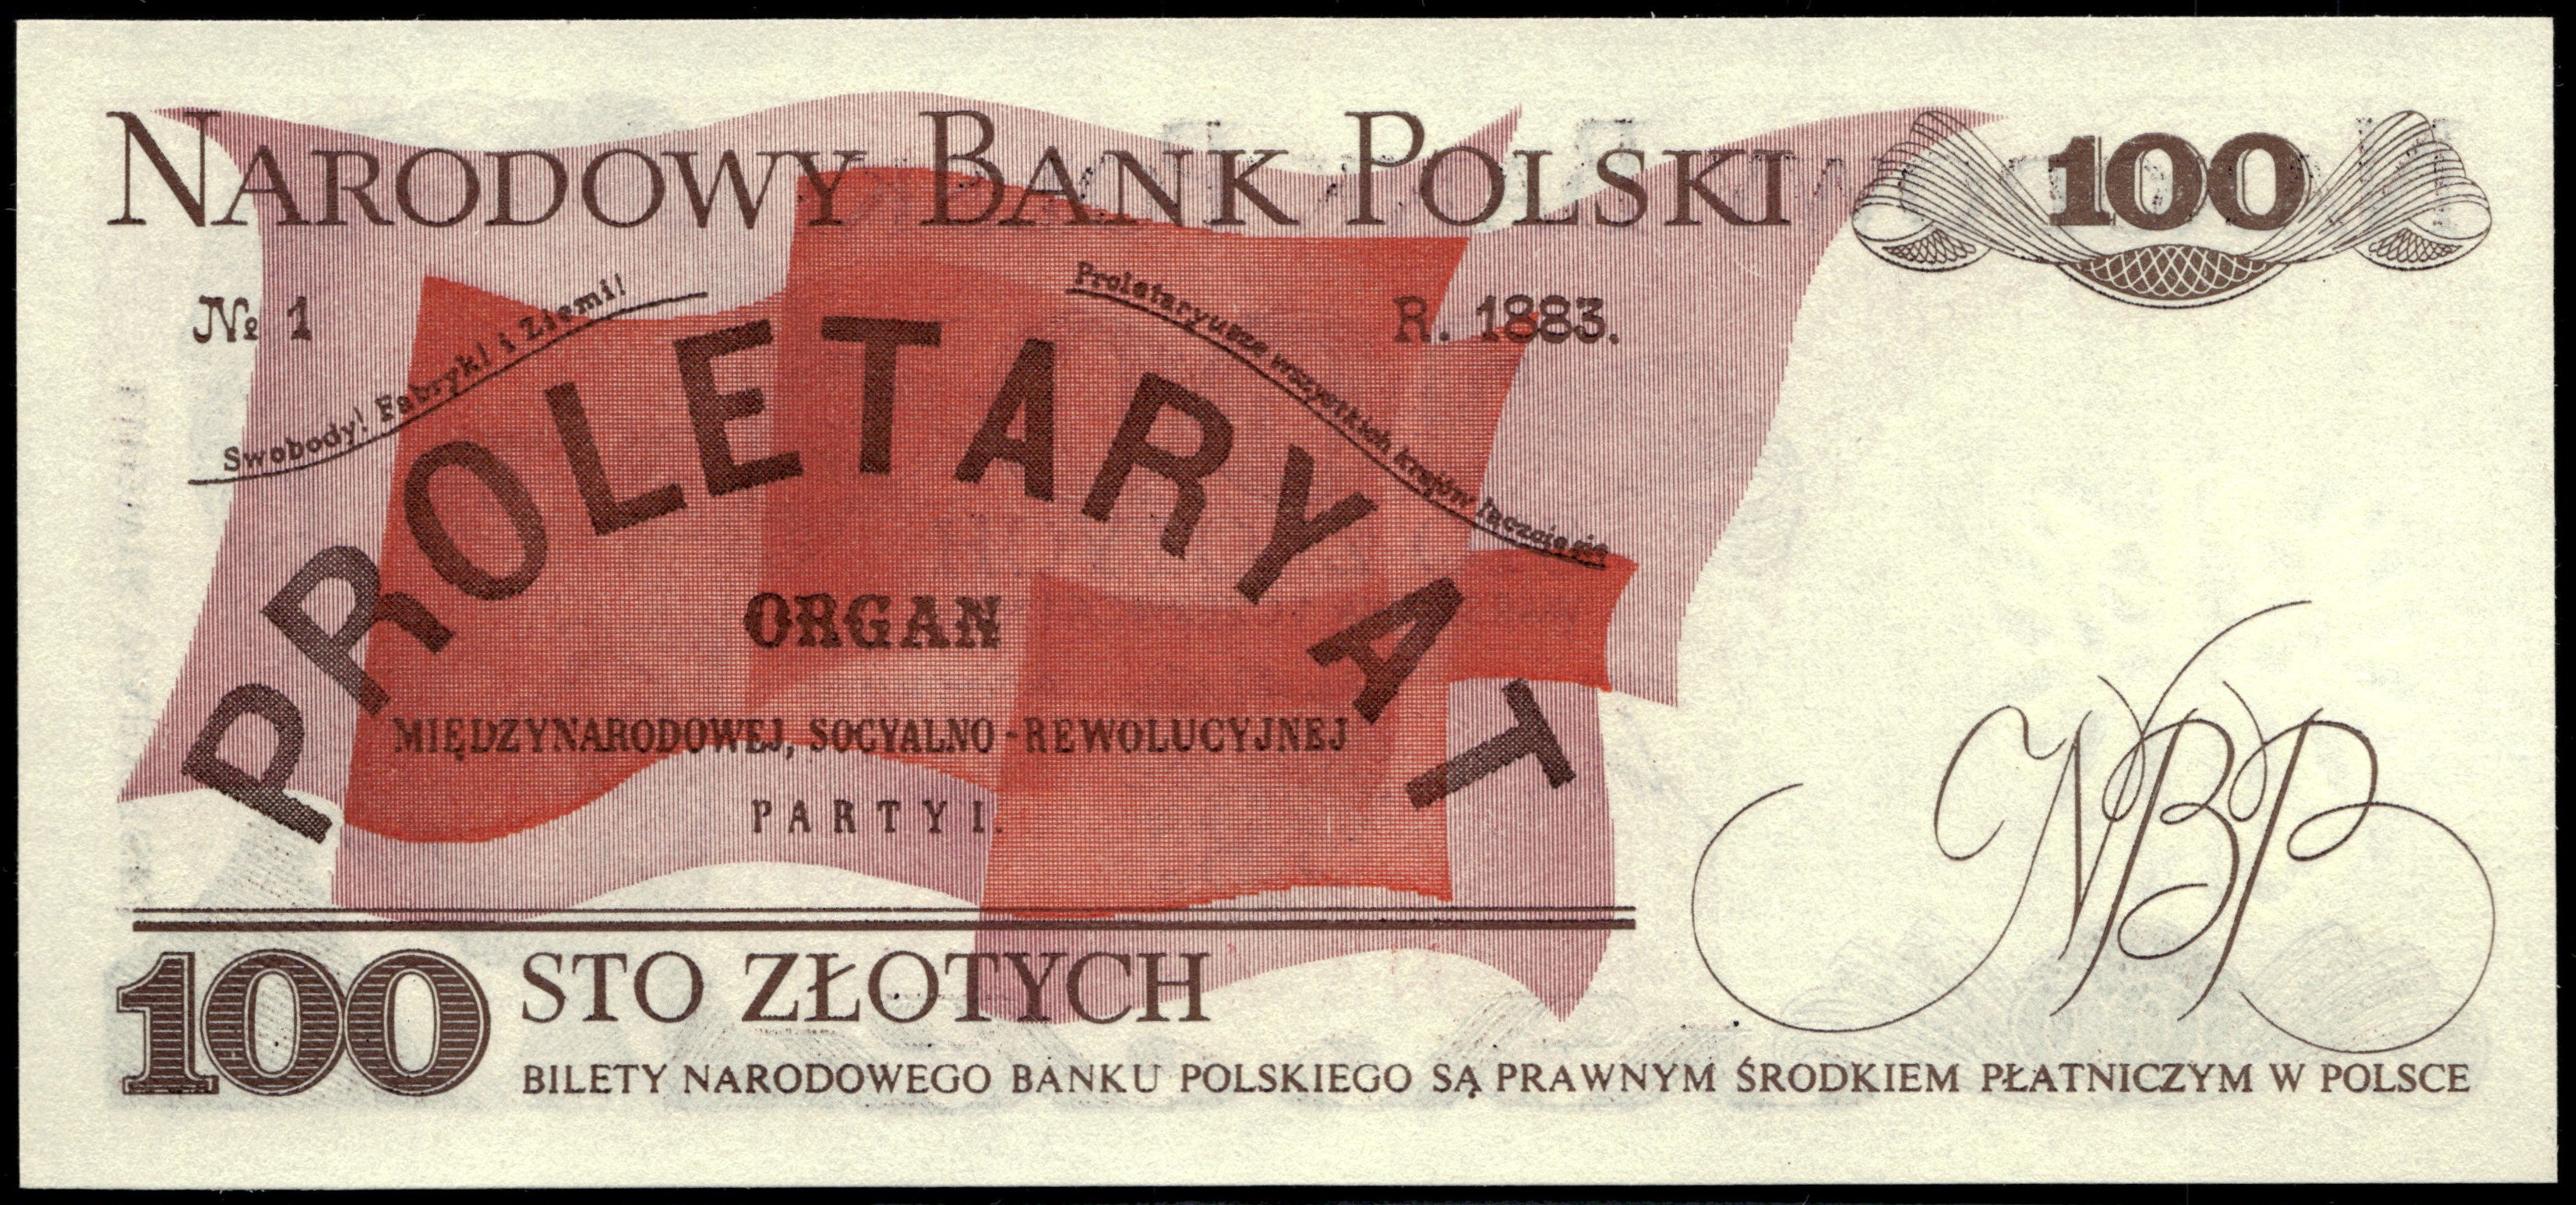 NARODOWY BANK POLSKI
100
№ 1
R. 1883.
Swobody! Fabryk! i Ziemi!
Proletaryusze wszystkich krajów łączcie się
PROLETARYAT
ORGAN
MIĘDZYNARODOWEJ, SOCYALNO-REWOLUCYJNEJ
PARTYI.
NBP
100
STO ZŁOTYCH
BILETY NARODOWEGO BANKU POLSKIEGO SĄ PRAWNYM ŚRODKIEM PŁATNICZYM W POLSCE